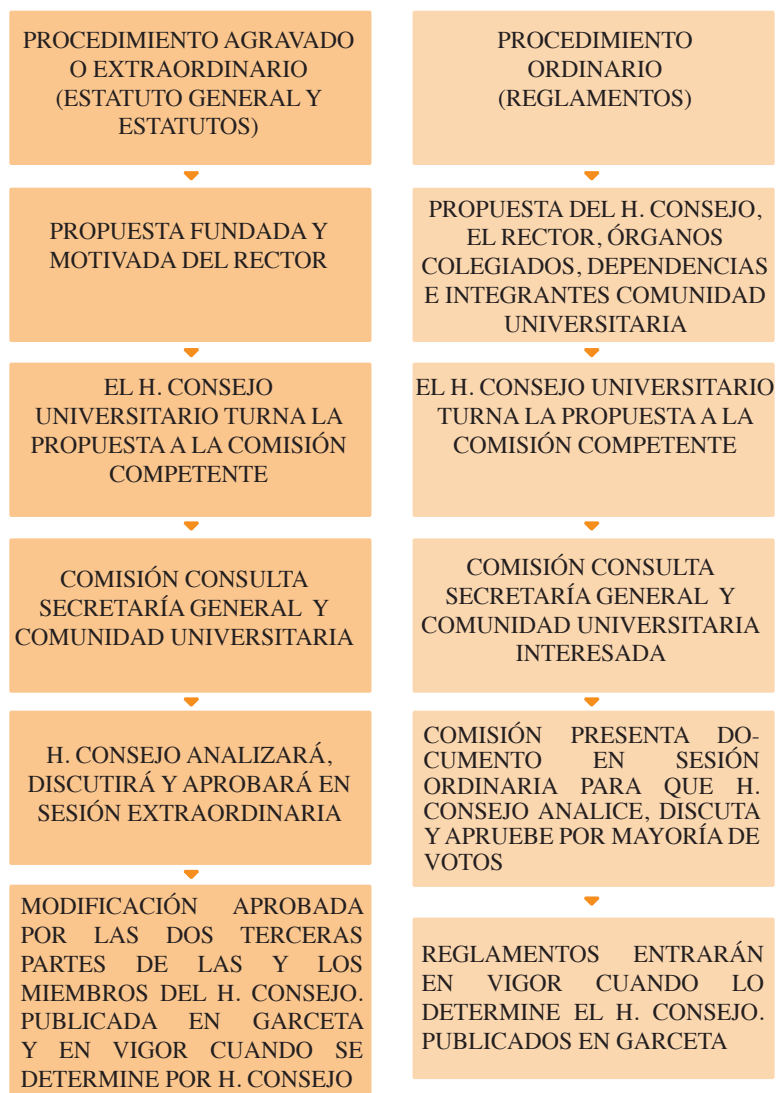 PROCEDIMIENTO AGRAVADO
O EXTRAORDINARIO
(ESTATUTO GENERAL Y
ESTATUTOS)
PROPUESTA FUNDADA Y
MOTIVADA DEL RECTOR
EL H. CONSEJO
UNIVERSITARIO TURNA LA
PROPUESTA A LA COMISIÓN
COMPETENTE
COMISIÓN CONSULTA
SECRETARÍA GENERAL Y
COMUNIDAD UNIVERSITARIA
H. CONSEJO ANALIZARÁ,
DISCUTIRÁ Y APROBARÁ EN
SESIÓN EXTRAORDINARIA
MODIFICACIÓN APROBADA
POR LAS DOS TERCERAS
PARTES DE LAS Y LOS
MIEMBROS DEL H. CONSEJO.
PUBLICADA EN GARCETA
Y EN VIGOR CUANDO SE
DETERMINE POR H. CONSEJO
PROCEDIMIENTO
ORDINARIO
(REGLAMENTOS)
PROPUESTA DEL H. CONSEJO,
EL RECTOR, ÓRGANOS
COLEGIADOS, DEPENDENCIAS
E INTEGRANTES COMUNIDAD
UNIVERSITARIA
EL H. CONSEJO UNIVERSITARIO
TURNA LA PROPUESTA A LA
COMISIÓN COMPETENTE
COMISIÓN CONSULTA
SECRETARÍA GENERAL Y
COMUNIDAD UNIVERSITARIA
INTERESADA
COMISIÓN PRESENTA DO-
CUMENTO EN SESIÓN
ORDINARIA PARA QUE H.
CONSEJO ANALICE, DISCUTA
Y APRUEBE POR MAYORÍA DE
VOTOS
REGLAMENTOS ENTRARÁN
EN VIGOR CUANDO LO
DETERMINE EL H. CONSEJO.
PUBLICADOS EN GARCETA